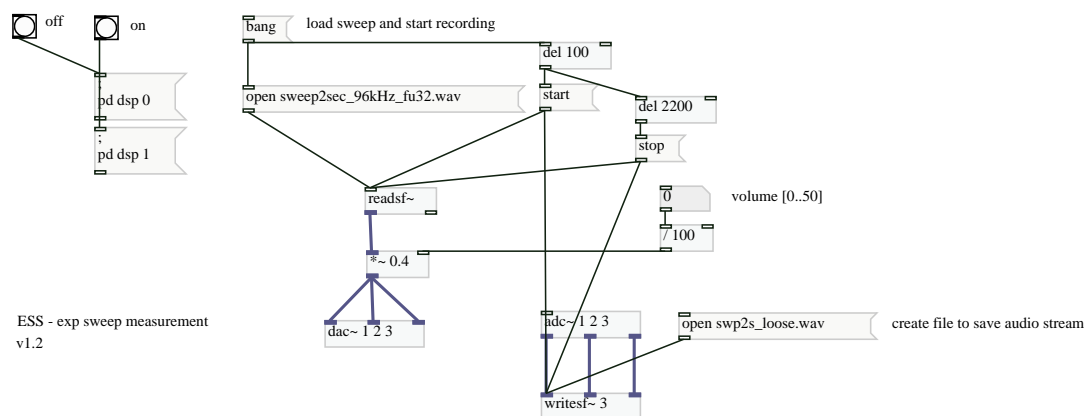 off
on
bang
load sweep and start recording
del 100
;
pd dsp 0
open sweep2sec_96kHz_fu32.wav
start
del 2200
;
pd dsp 1
stop
readsf~
0
volume [0..50]
/ 100
*~ 0.4
ESS - exp sweep measurement
v1.2
dac~ 1 2 3
adc~ 1 2 3
open swp2s_loose.wav
create file to save audio stream
writesf~ 3